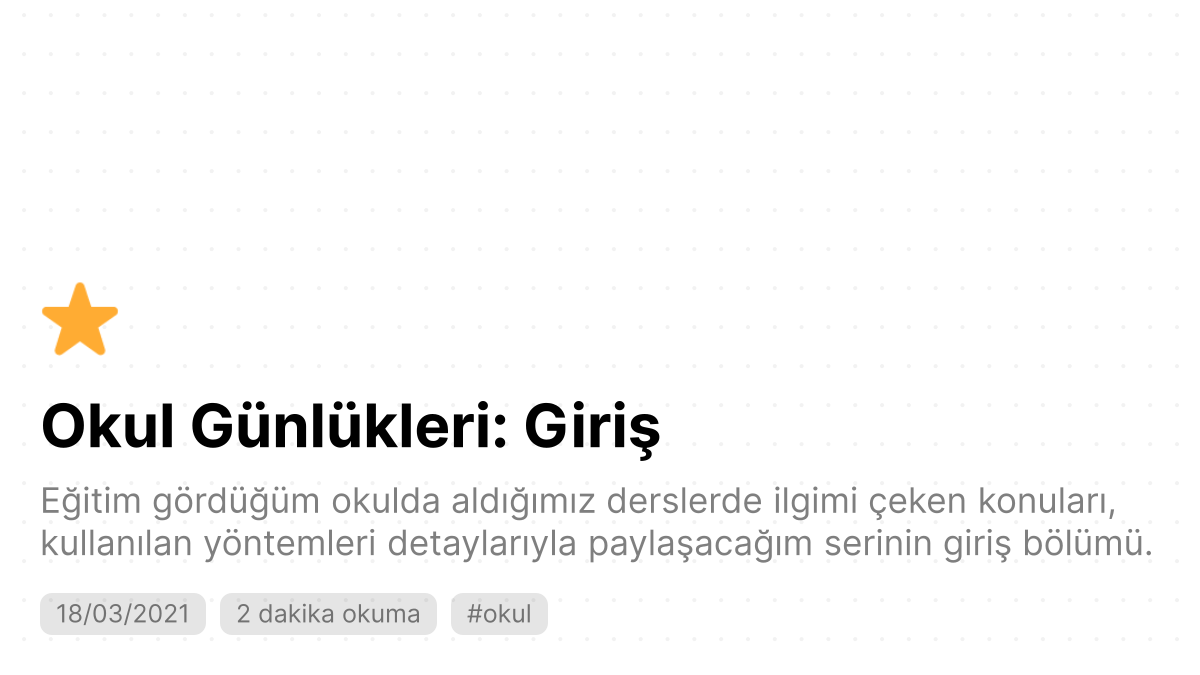 Okul Günlükleri: Giriş
Eğitim gördüğüm okulda aldığımız derslerde ilgimi çeken konuları,
kullanılan yöntemleri detaylarıyla paylaşacağım serinin giriş bölümü.
18/03/2021 2 dakika okuma #okul